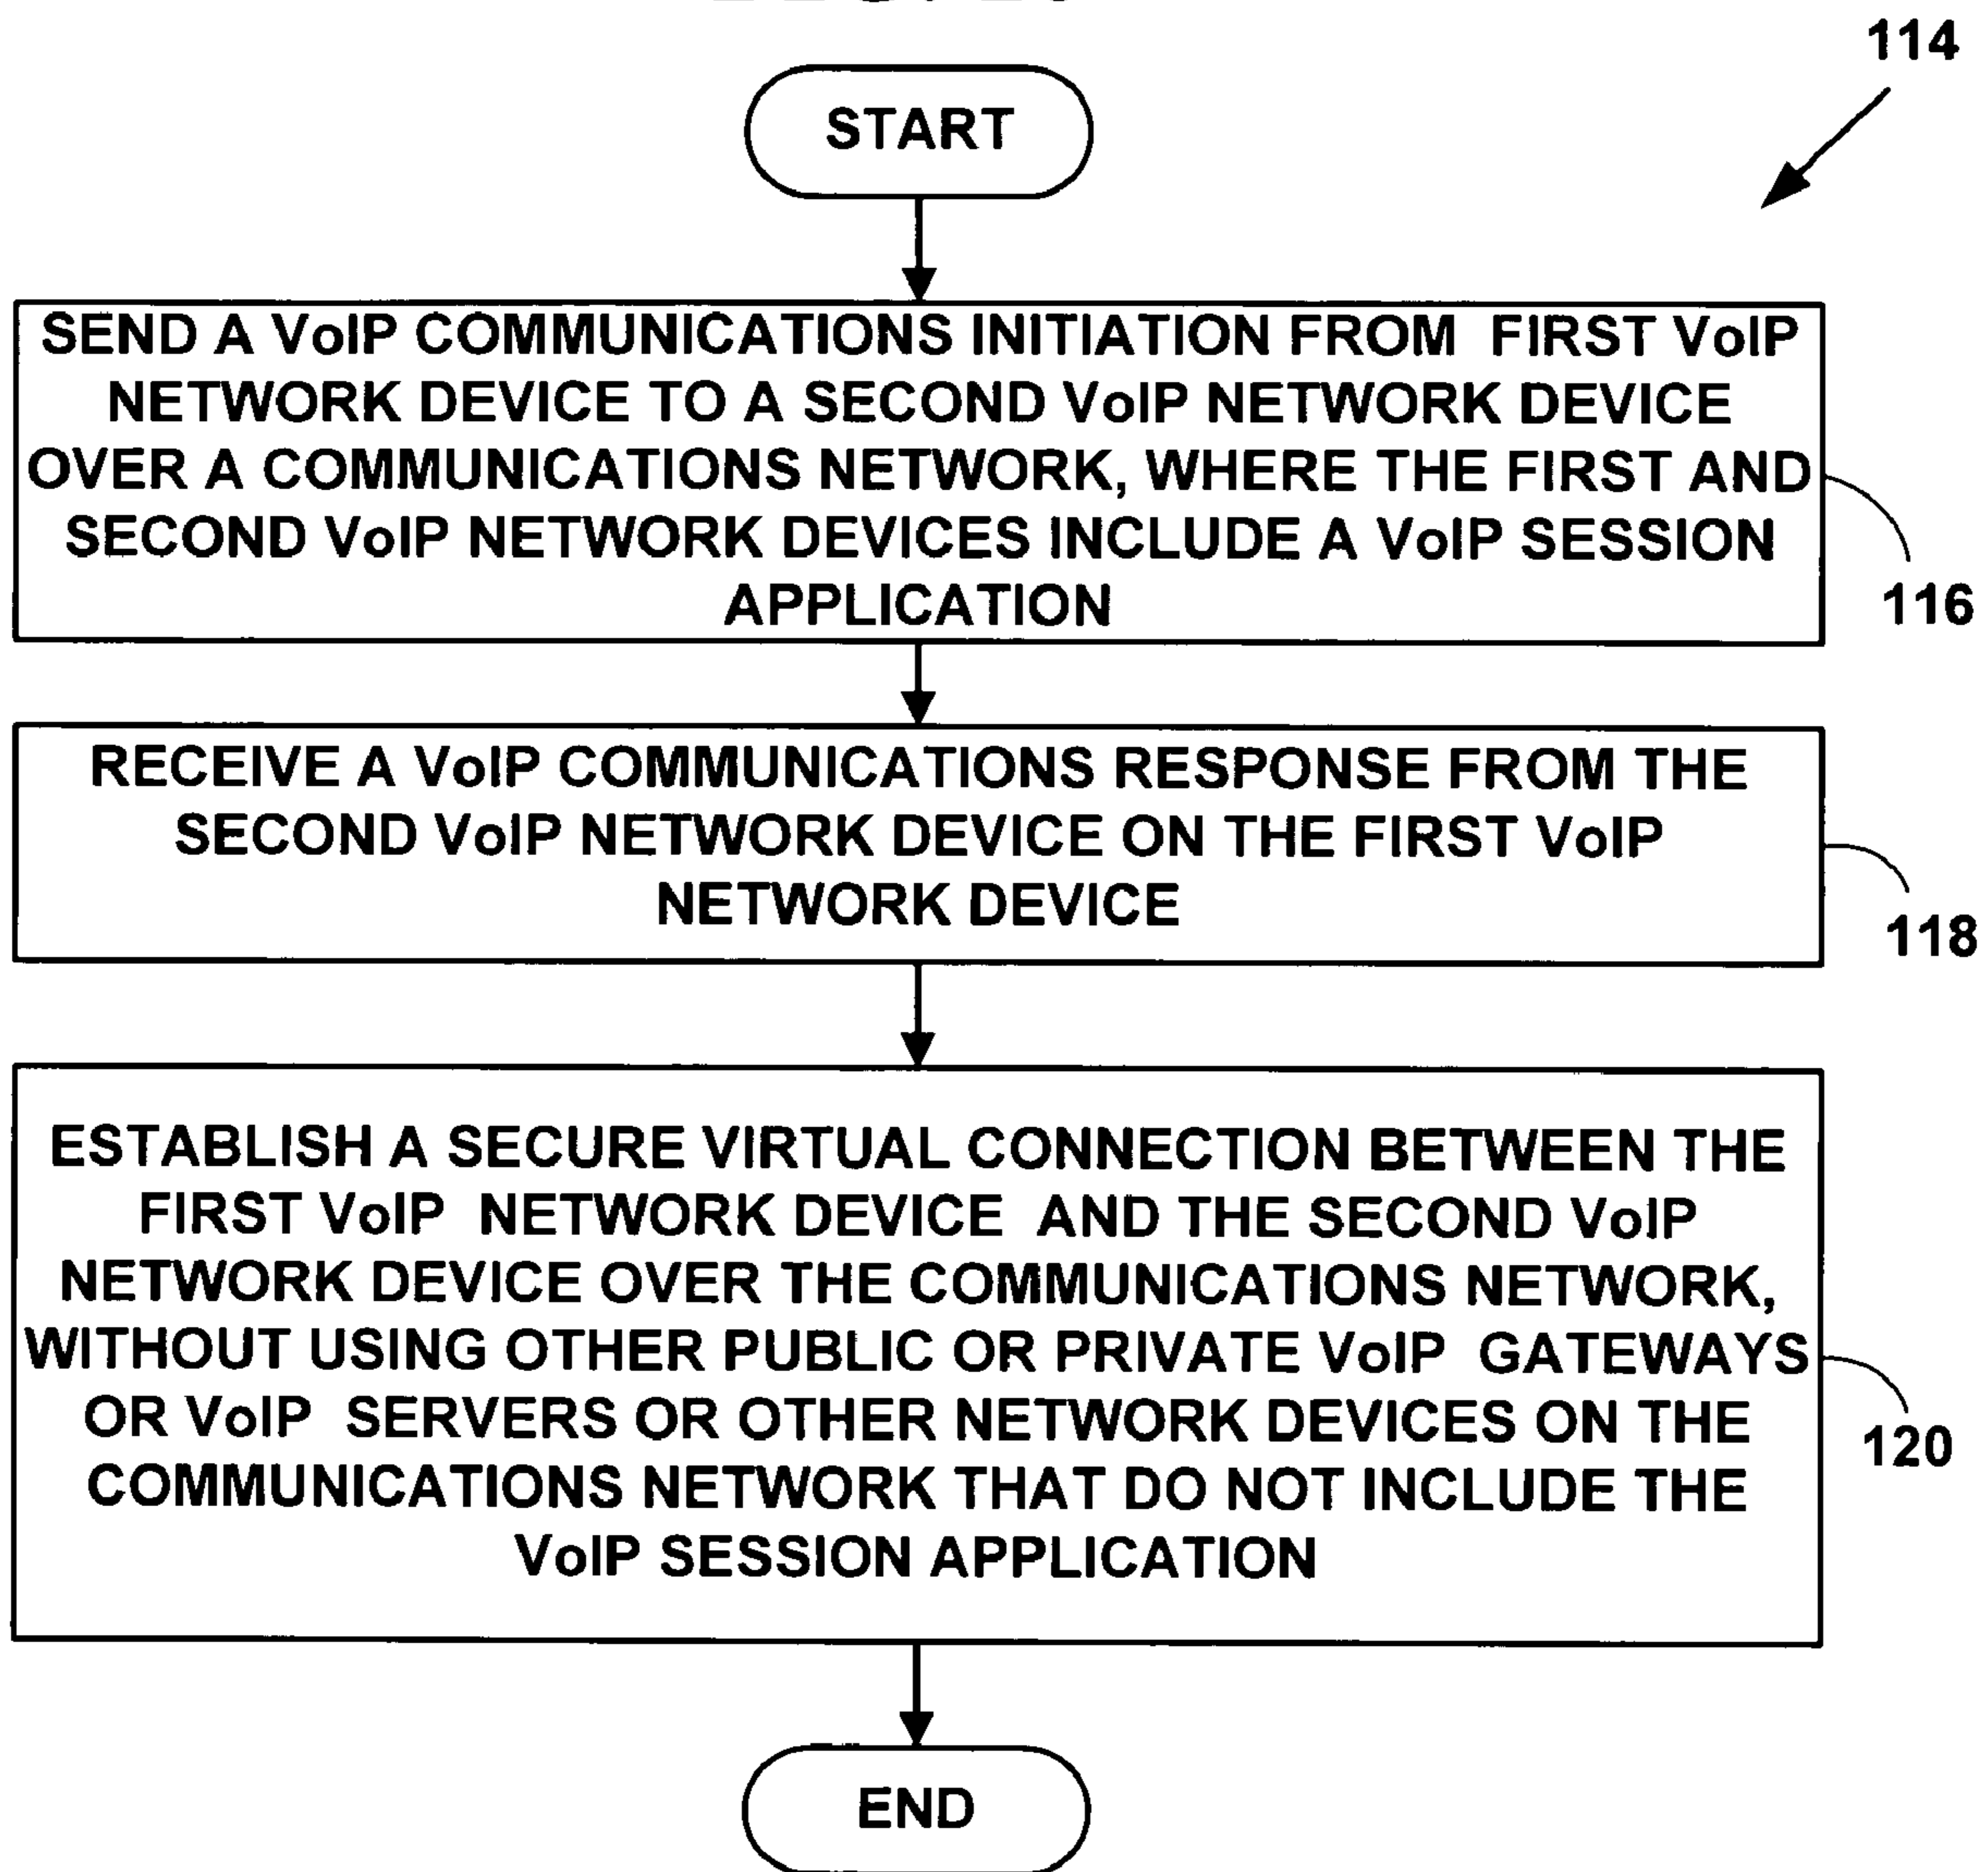 114
START
SEND A VoIP COMMUNICATIONS INITIATION FROM FIRST VoIP
NETWORK DEVICE TO A SECOND VoIP NETWORK DEVICE
OVER A COMMUNICATIONS NETWORK, WHERE THE FIRST AND
SECOND VoIP NETWORK DEVICES INCLUDE A VoIP SESSION
APPLICATION
116
RECEIVE A VoIP COMMUNICATIONS RESPONSE FROM THE
SECOND VoIP NETWORK DEVICE ON THE FIRST VoIP
NETWORK DEVICE
118
ESTABLISH A SECURE VIRTUAL CONNECTION BETWEEN THE
FIRST VoIP NETWORK DEVICE AND THE SECOND VoIP
NETWORK DEVICE OVER THE COMMUNICATIONS NETWORK,
WITHOUT USING OTHER PUBLIC OR PRIVATE VoIP GATEWAYS
OR VoIP SERVERS OR OTHER NETWORK DEVICES ON THE
COMMUNICATIONS NETWORK THAT DO NOT INCLUDE THE
VoIP SESSION APPLICATION
120
END